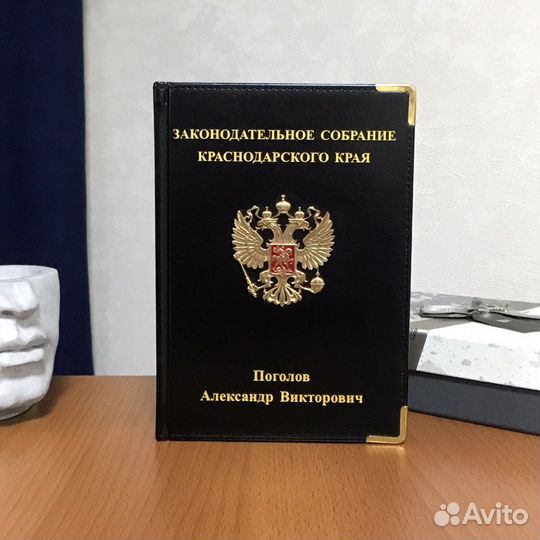 ЗАКОНОДАТЕЛЬНОЕ СОБРАНИЕ
КРАСНОДАРСКОГО КРАЯ
Поголов
Александр Викторович
Avito